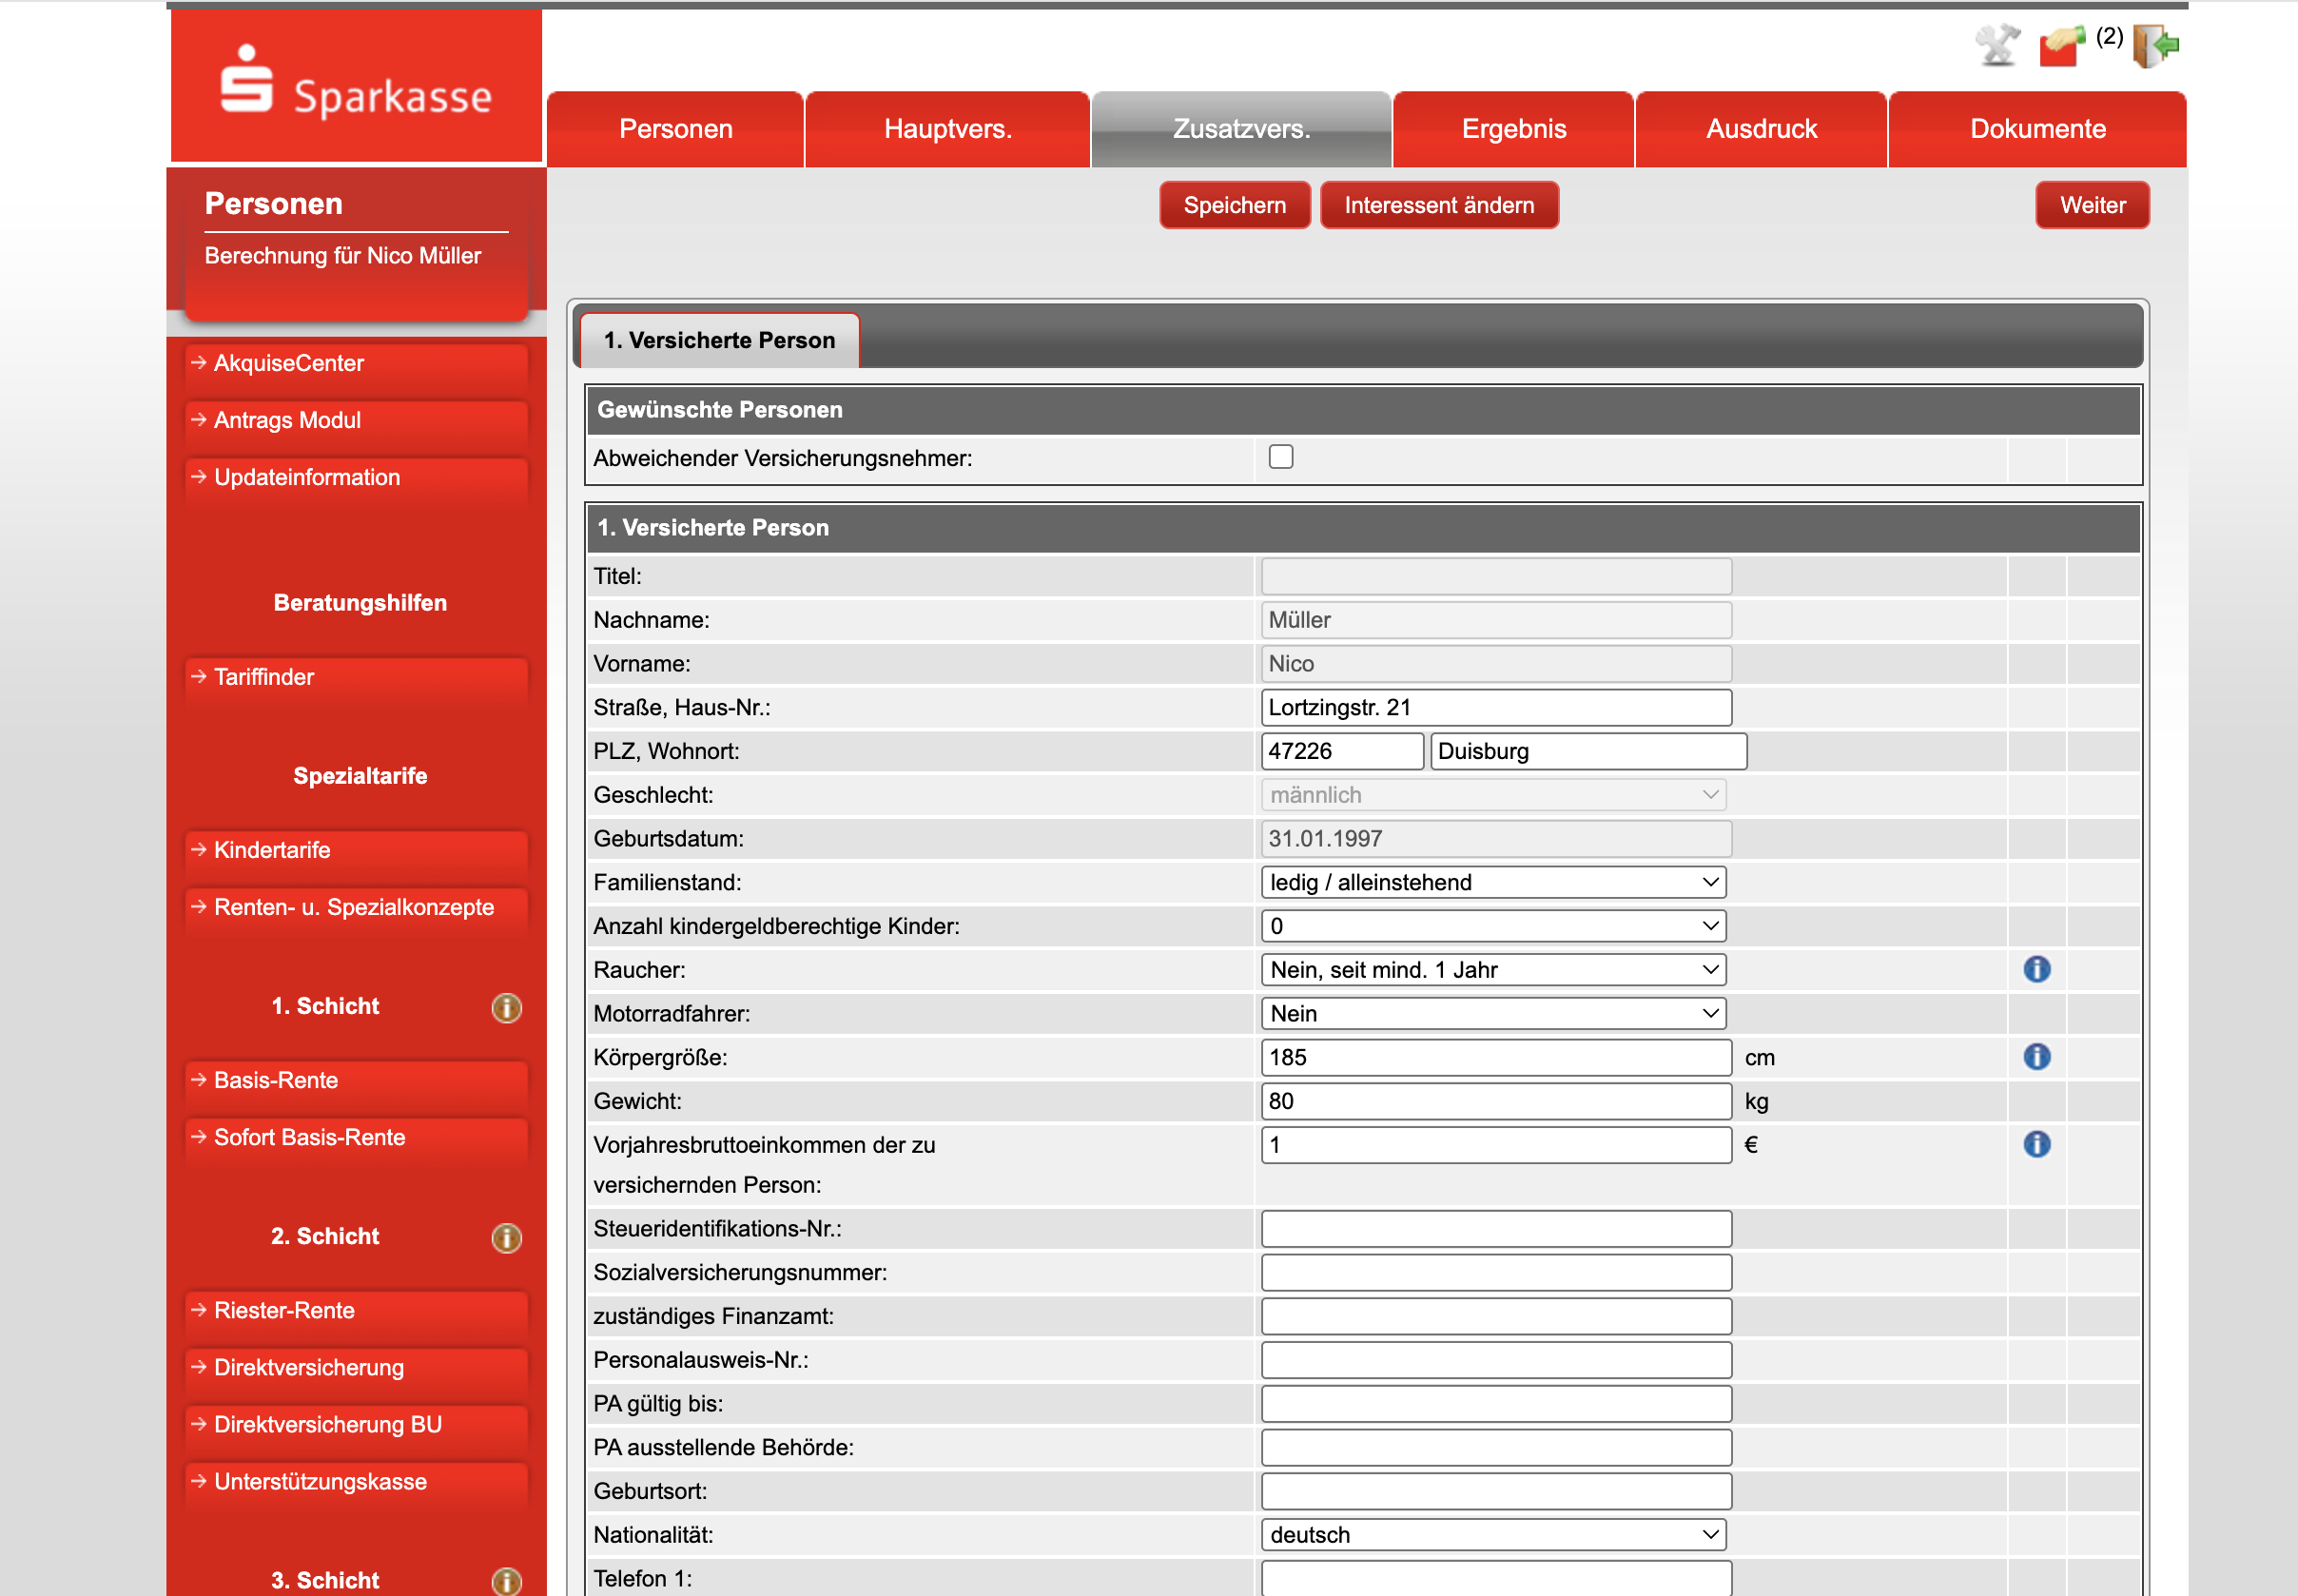 Sparkasse
(2)
Personen
Hauptvers.
Zusatzvers.
Ergebnis
Ausdruck
Dokumente
Personen
Berechnung für Nico Müller
Speichern
Interessent ändern
Weiter
AkquiseCenter
Antrags Modul
Updateinformation
Beratungshilfen
Tariffinder
Spezialtarife
Kindertarife
Renten- u. Spezialkonzepte
1. Schicht
Basis-Rente
Sofort Basis-Rente
2. Schicht
Riester-Rente
Direktversicherung
Direktversicherung BU
Unterstützungskasse
3. Schicht
1. Versicherte Person
Gewünschte Personen
Abweichender Versicherungsnehmer:
1. Versicherte Person
Titel:
Nachname: Müller
Vorname: Nico
Straße, Haus-Nr.: Lortzingstr. 21
PLZ, Wohnort: 47226 Duisburg
Geschlecht: männlich
Geburtsdatum: 31.01.1997
Familienstand: ledig / alleinstehend
Anzahl kindergeldberechtige Kinder: 0
Raucher: Nein, seit mind. 1 Jahr
Motorradfahrer: Nein
Körpergröße: 185 cm
Gewicht: 80 kg
Vorjahresbruttoeinkommen der zu 1 €
versichernden Person:
Steueridentifikations-Nr.:
Sozialversicherungsnummer:
zuständiges Finanzamt:
Personalausweis-Nr.:
PA gültig bis:
PA ausstellende Behörde:
Geburtsort:
Nationalität: deutsch
Telefon 1: